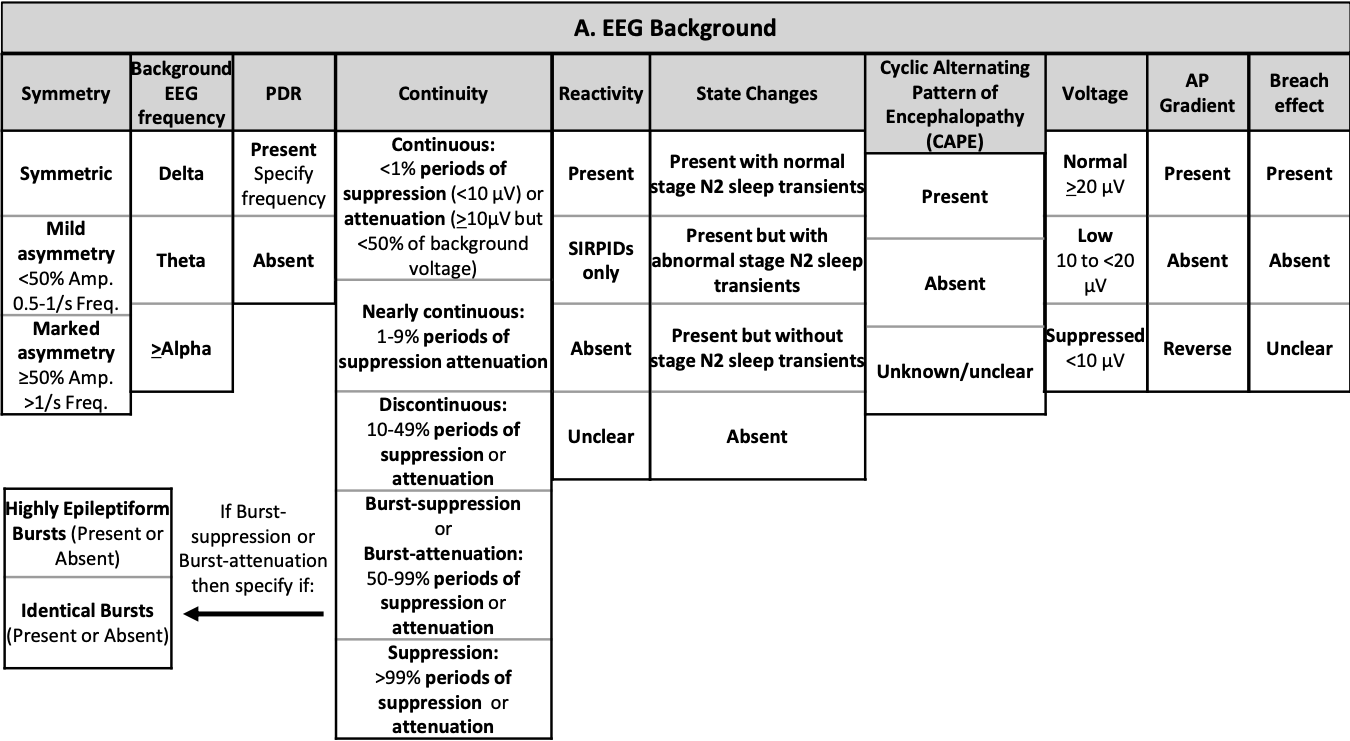 A. EEG Background
Symmetry
Symmetric
Mild
asymmetry
<50% Amp.
0.5-1/s Freq.
Marked
asymmetry
≥50% Amp.
>1/s Freq.
Background
EEG
frequency
Delta
Theta
≥Alpha
PDR
Present
Specify
frequency
Absent
Continuity
Continuous:
<1% periods of
suppression (<10 μV) or
attenuation (≥10μV but
<50% of background
voltage)
Nearly continuous:
1-9% periods of
suppression attenuation
Discontinuous:
10-49% periods of
suppression or
attenuation
Burst-suppression
or
Burst-attenuation:
50-99% periods of
suppression or
attenuation
Suppression:
>99% periods of
suppression or
attenuation
Reactivity
Present
SIRPIDs
only
Absent
Unclear
State Changes
Present with normal
stage N2 sleep transients
Present but with
abnormal stage N2 sleep
transients
Present but without
stage N2 sleep transients
Absent
Cyclic Alternating
Pattern of
Encephalopathy
(CAPE)
Present
Absent
Unknown/unclear
Voltage
Normal
≥20 μV
Low
10 to <20
μV
Suppressed
<10 μV
AP
Gradient
Present
Absent
Reverse
Breach
effect
Present
Absent
Unclear
If Burst-
suppression or
Burst-attenuation
then specify if:
Highly Epileptiform
Bursts (Present or
Absent)
Identical Bursts
(Present or Absent)